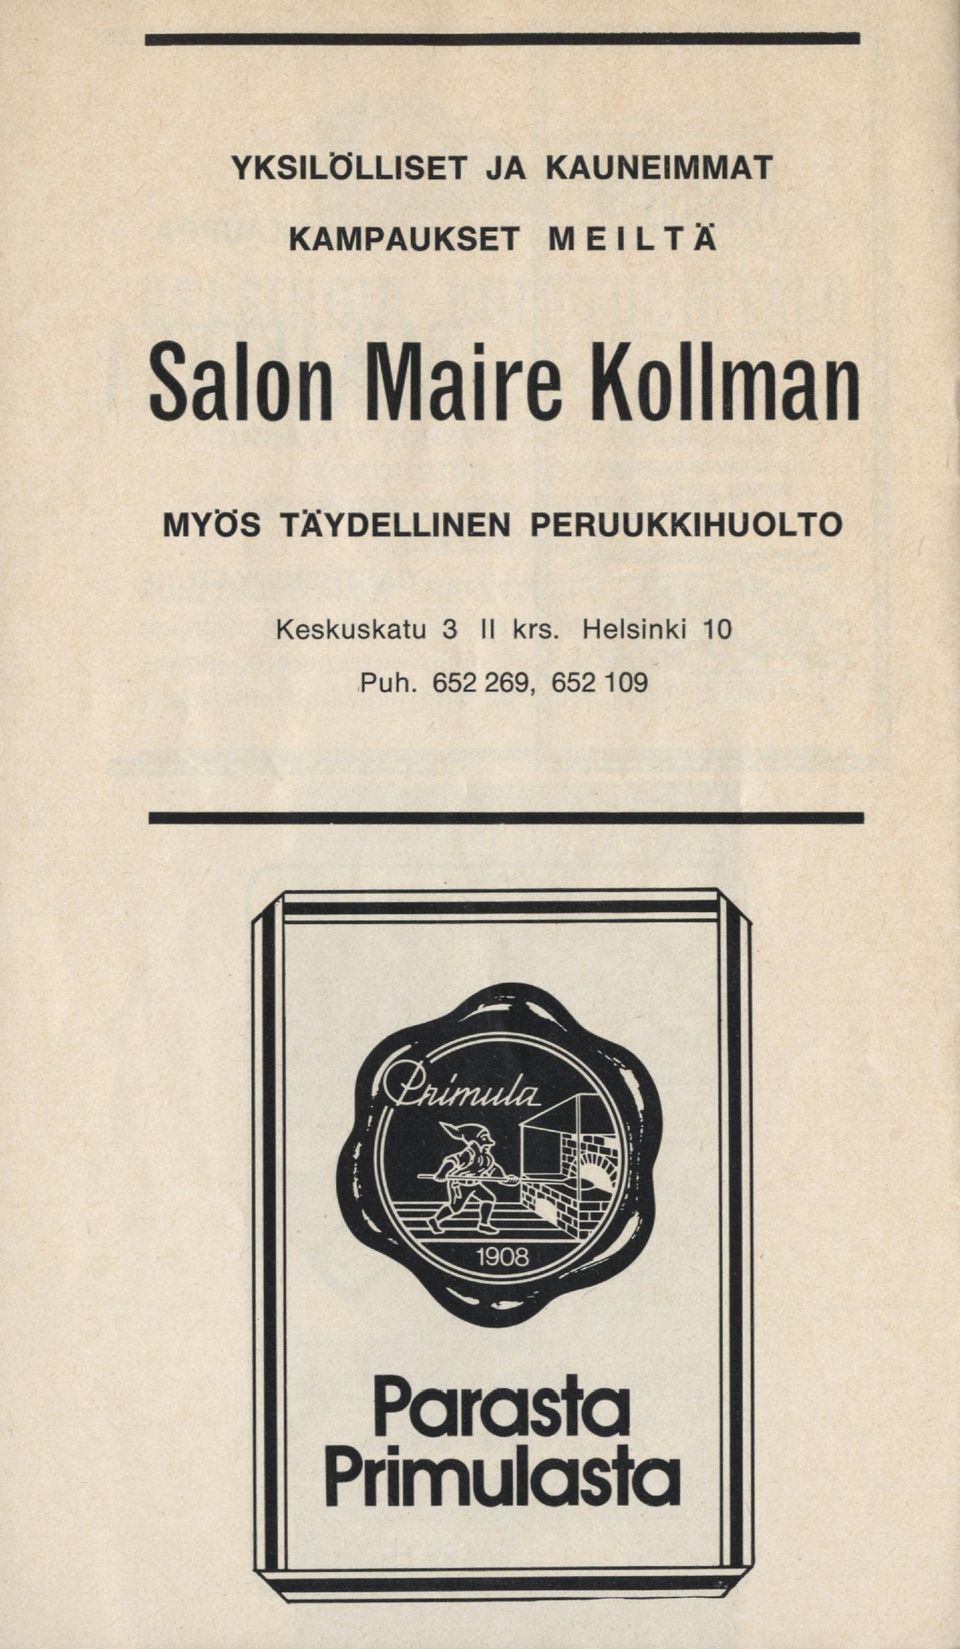 YKSILÖLLISET JA KAUNEIMMAT
KAMPAUKSET MEILTÄ
Salon Maire Kollman
MYÖS TÄYDELLINEN PERUUKKIHUOLTO
Keskuskatu 3 II krs. Helsinki 10
Puh. 652 269, 652 109
Primula
1908
Parasta
Primulasta